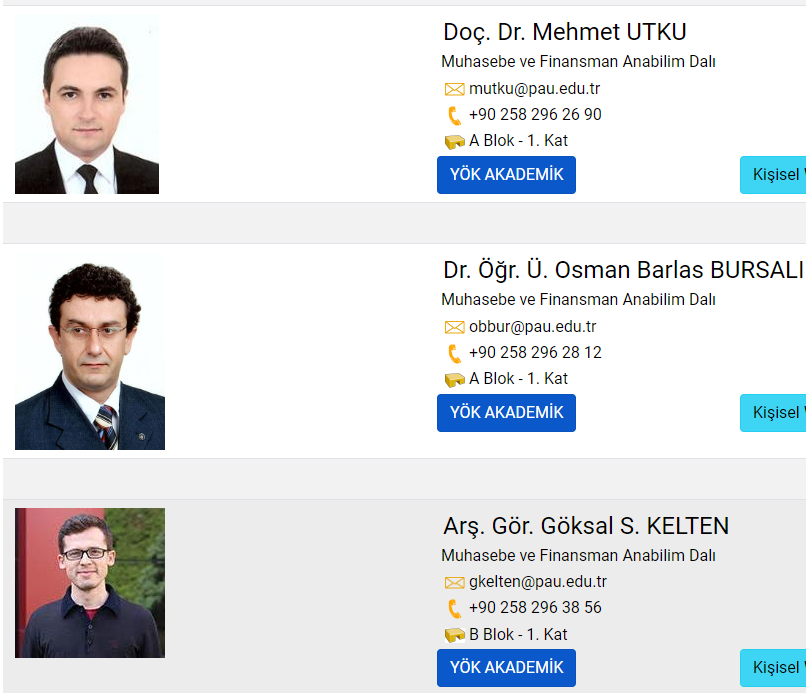 Doç. Dr. Mehmet UTKU
Muhasebe ve Finansman Anabilim Dalı
mutku@pau.edu.tr
+90 258 296 26 90
A Blok - 1. Kat
YÖK AKADEMİK
Kişisel
Dr. Öğr. Ü. Osman Barlas BURSALI
Muhasebe ve Finansman Anabilim Dalı
obbur@pau.edu.tr
+90 258 296 28 12
A Blok - 1. Kat
YÖK AKADEMİK
Kişisel
Arş. Gör. Göksal S. KELTEN
Muhasebe ve Finansman Anabilim Dalı
gkelten@pau.edu.tr
+90 258 296 38 56
B Blok - 1. Kat
YÖK AKADEMİK
Kişisel